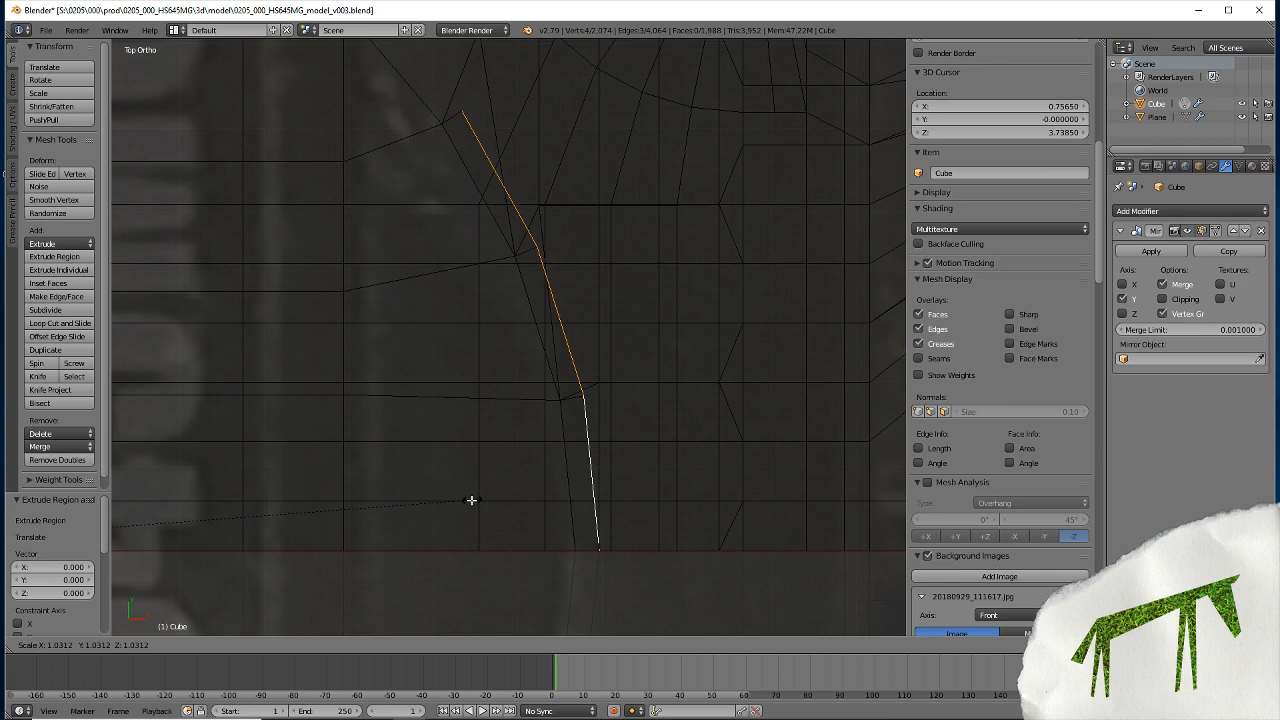 Blender* [S:\0205\000\prod\0205_000_HS645MG\3d\model\0205_000_HS645MG_model_v003.blend]
File Render Window Help Default Scene Blender Render v2.79 | Verts:4/2,074 | Edges:3/4,064 | Faces:0/1,988 | Tris:3,952 | Mem:47.22M | Cube
Tools
Create
Shading / UVs
Options
Grease Pencil
Transform
Translate
Rotate
Scale
Shrink/Fatten
Push/Pull
Mesh Tools
Deform:
Slide Ed Vertex
Noise
Smooth Vertex
Randomize
Add:
Extrude
Extrude Region
Extrude Individual
Inset Faces
Make Edge/Face
Subdivide
Loop Cut and Slide
Offset Edge Slide
Duplicate
Spin Screw
Knife Select
Knife Project
Bisect
Remove:
Delete
Merge
Remove Doubles
Weight Tools
Extrude Region and
Extrude Region
Translate
Vector
X: 0.000
Y: 0.000
Z: 0.000
Constraint Axis
X
Top Ortho
(1) Cube
Render Border
3D Cursor
Location:
X: 0.75650
Y: -0.000000
Z: 3.73850
Item
Cube
Display
Shading
Multitexture
Backface Culling
Motion Tracking
Mesh Display
Overlays:
Faces Sharp
Edges Bevel
Creases Edge Marks
Seams Face Marks
Show Weights
Normals:
Size: 0.10
Edge Info: Face Info:
Length Area
Angle Angle
Mesh Analysis
Type: Overhang
0° 45°
+X +Y +Z -X -Y -Z
Background Images
Add Image
20180929_111617.jpg
Axis: Front
Image
View Search All Scenes
Scene
RenderLayers
World
Cube
Plane
Cube
Add Modifier
Mir
Apply Copy
Axis: Options: Textures:
X Merge U
Y Clipping V
Z Vertex Gr
Merge Limit: 0.001000
Mirror Object:
Scale X: 1.0312 Y: 1.0312 Z: 1.0312
-160 -150 -140 -130 -120 -110 -100 -90 -80 -70 -60 -50 -40 -30 -20 -10 0 10 20 30 40 50 60 70 80 90 100 110 120 130
View Marker Frame Playback Start: 1 End: 250 1 No Sync